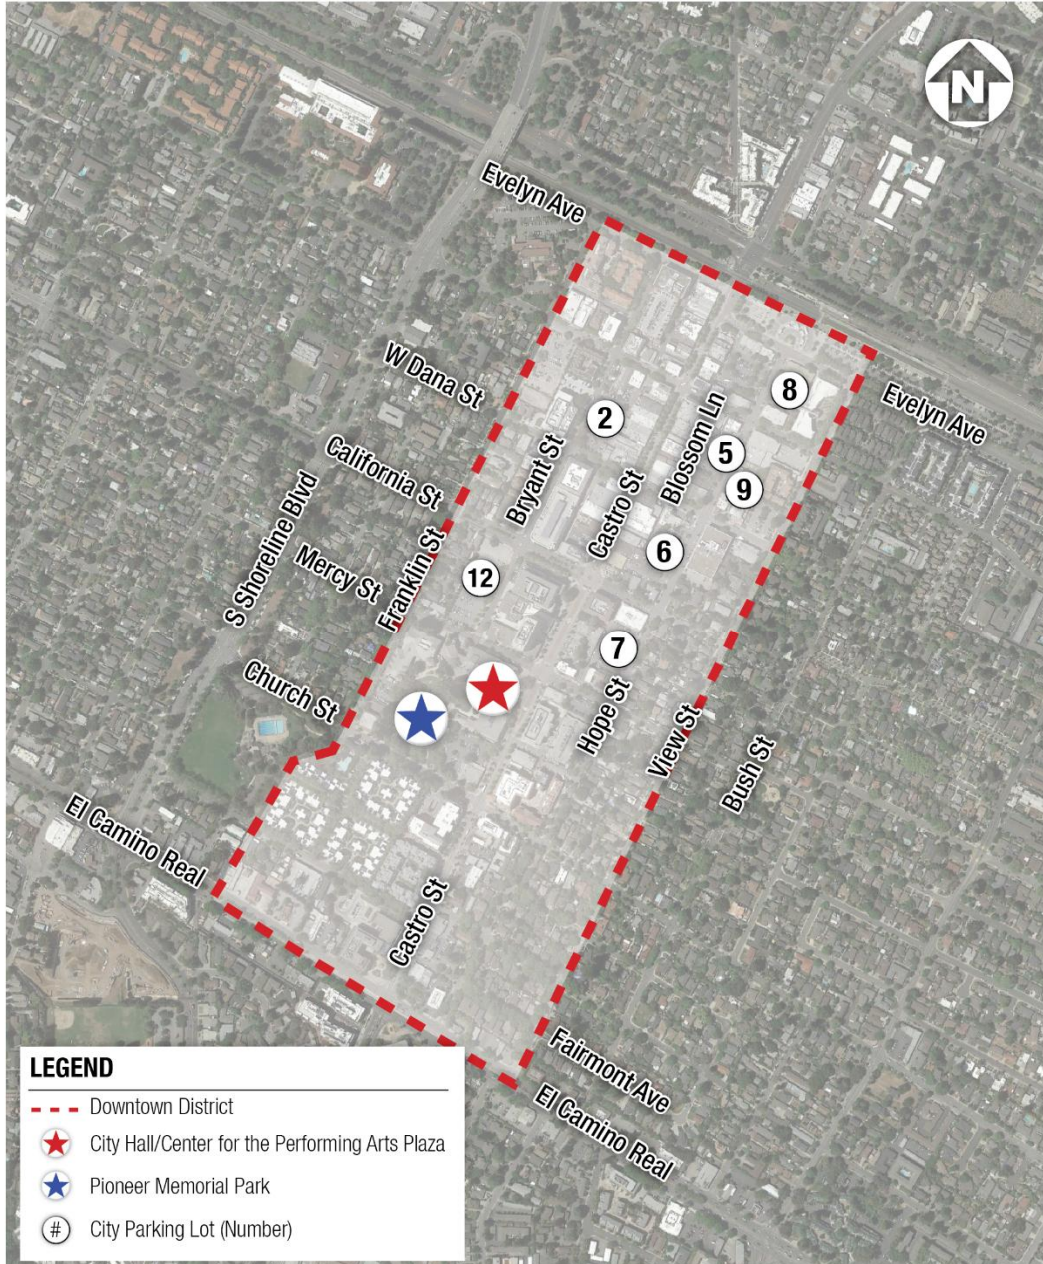 N
Evelyn Ave
W Dana St
8
Evelyn Ave
2
Blossom Ln
5
California St
Bryant St
9
Castro St
S Shoreline Blvd
6
Mercy St
Franklin St
12
7
Church St
Hope St
View St
Bush St
El Camino Real
Castro St
Fairmont Ave
El Camino Real
LEGEND
Downtown District
City Hall/Center for the Performing Arts Plaza
Pioneer Memorial Park
# City Parking Lot (Number)